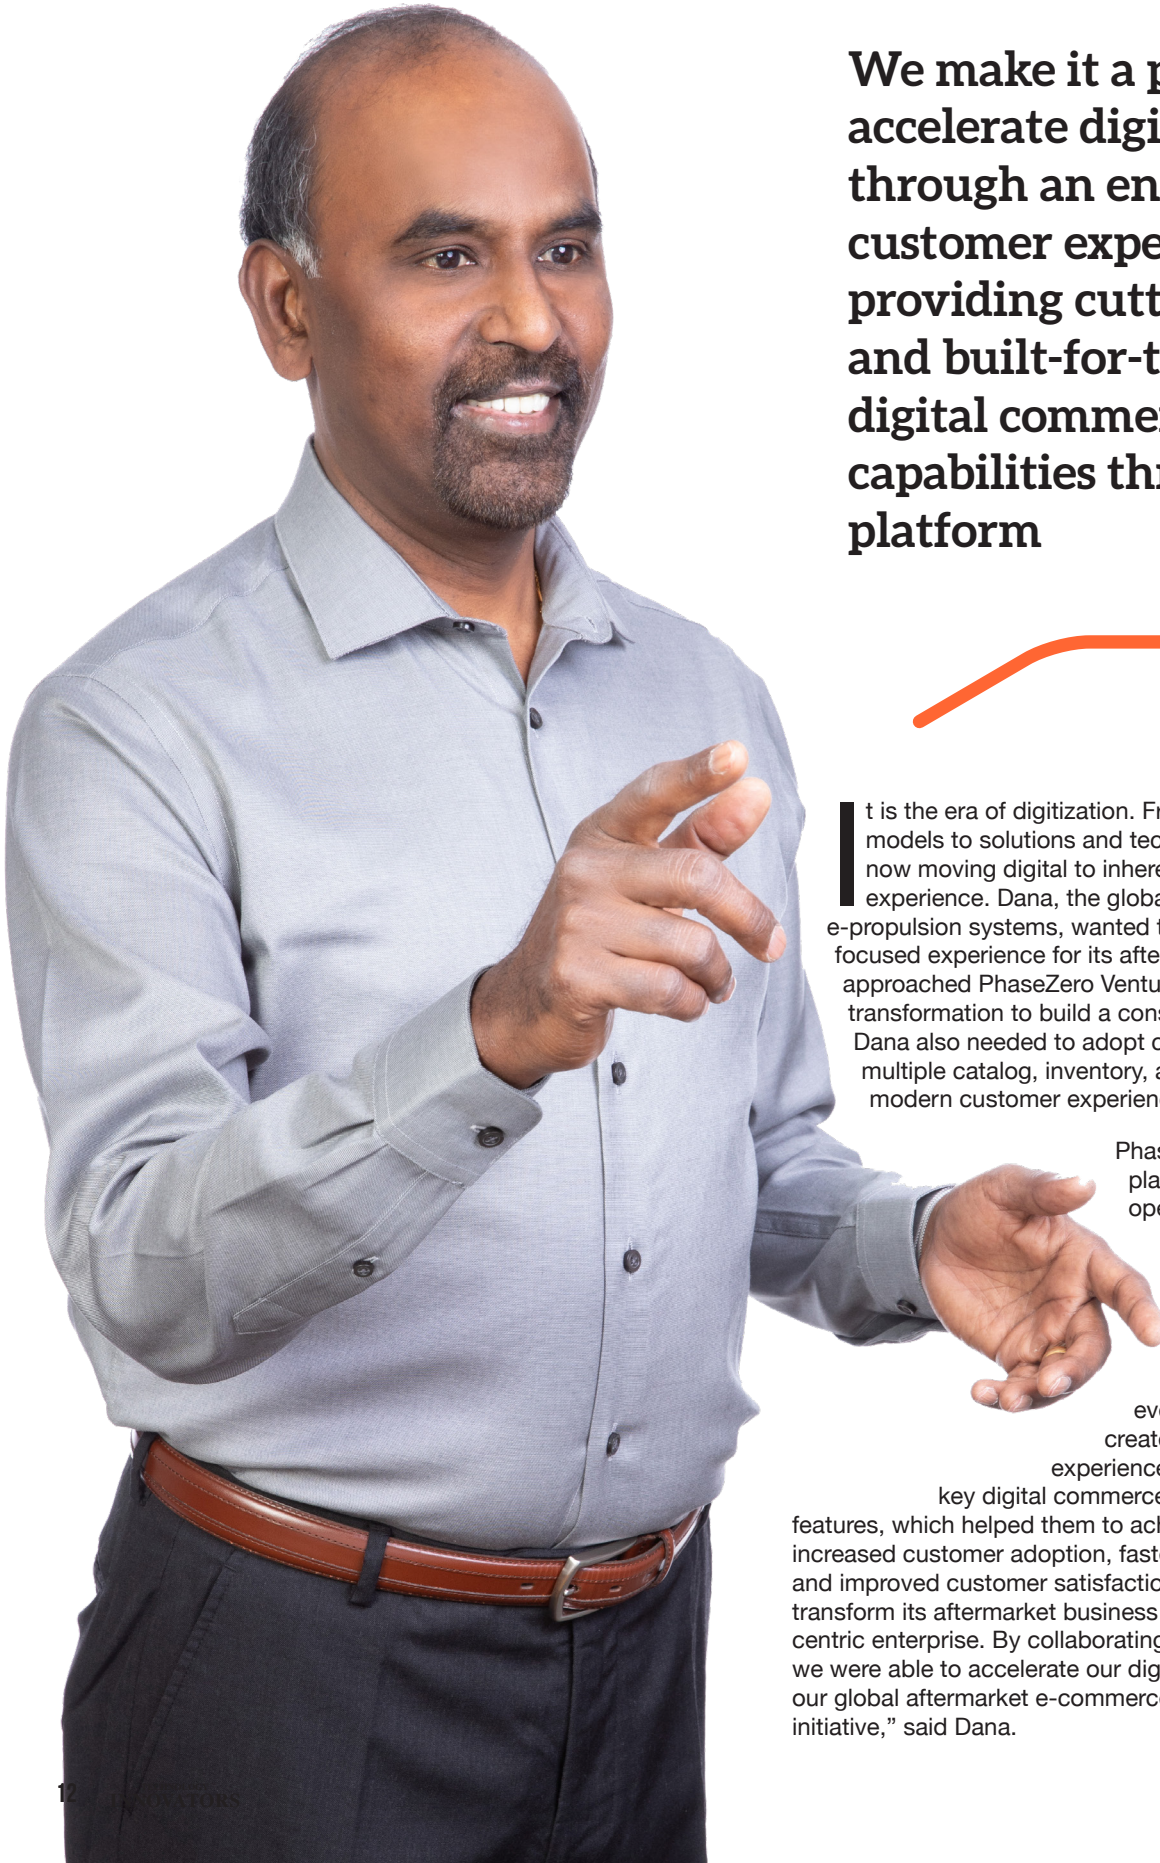 We make it a p
accelerate digi
through an en
customer expe
providing cutt
and built-for-t
digital comme
capabilities thr
platform
It is the era of digitization. Fr
models to solutions and tec
now moving digital to inhere
experience. Dana, the globa
e-propulsion systems, wanted t
focused experience for its afte
approached PhaseZero Ventu
transformation to build a cons
Dana also needed to adopt c
multiple catalog, inventory, a
modern customer experienc
Phas
pla
ope
eve
create
experience
key digital commerce
features, which helped them to ach
increased customer adoption, faste
and improved customer satisfactio
transform its aftermarket business
centric enterprise. By collaborating
we were able to accelerate our dig
our global aftermarket e-commerce
initiative,” said Dana.
12